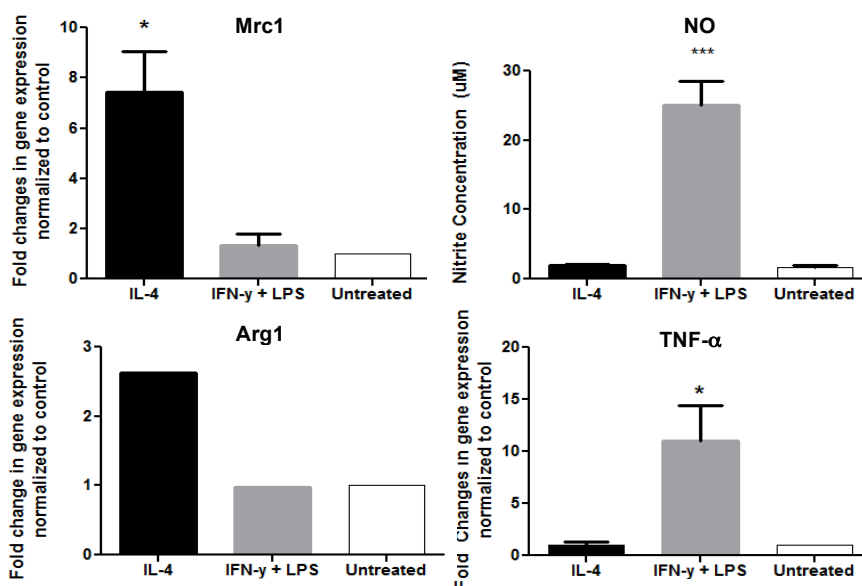 Mrc1
*
Fold changes in gene expression
normalized to control
10
8
6
4
2
0
IL-4
IFN-y + LPS
Untreated
NO
***
Nitrite Concentration (uM)
30
20
10
0
IL-4
IFN-y + LPS
Untreated
Arg1
Fold change in gene expression
normalized to control
3
2
1
0
IL-4
IFN-y + LPS
Untreated
TNF-α
*
Fold Changes in gene expression
normalized to control
20
15
10
5
0
IL-4
IFN-y + LPS
Untreated